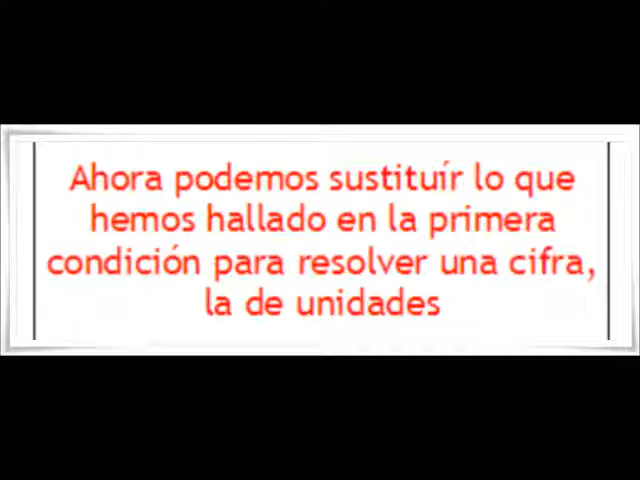 Ahora podemos sustituír lo que
hemos hallado en la primera
condición para resolver una cifra,
la de unidades